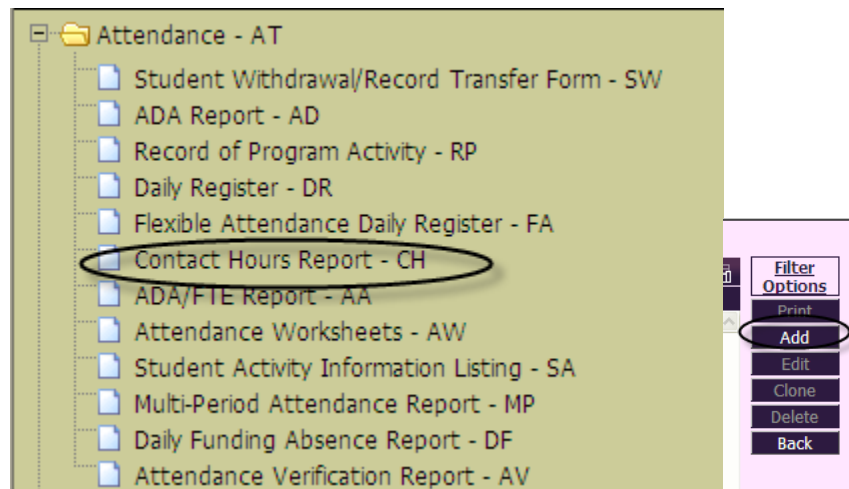 Attendance - AT
Student Withdrawal/Record Transfer Form - SW
ADA Report - AD
Record of Program Activity - RP
Daily Register - DR
Flexible Attendance Daily Register - FA
Contact Hours Report - CH
ADA/FTE Report - AA
Attendance Worksheets - AW
Student Activity Information Listing - SA
Multi-Period Attendance Report - MP
Daily Funding Absence Report - DF
Attendance Verification Report - AV
Filter
Options
Print
Add
Edit
Clone
Delete
Back